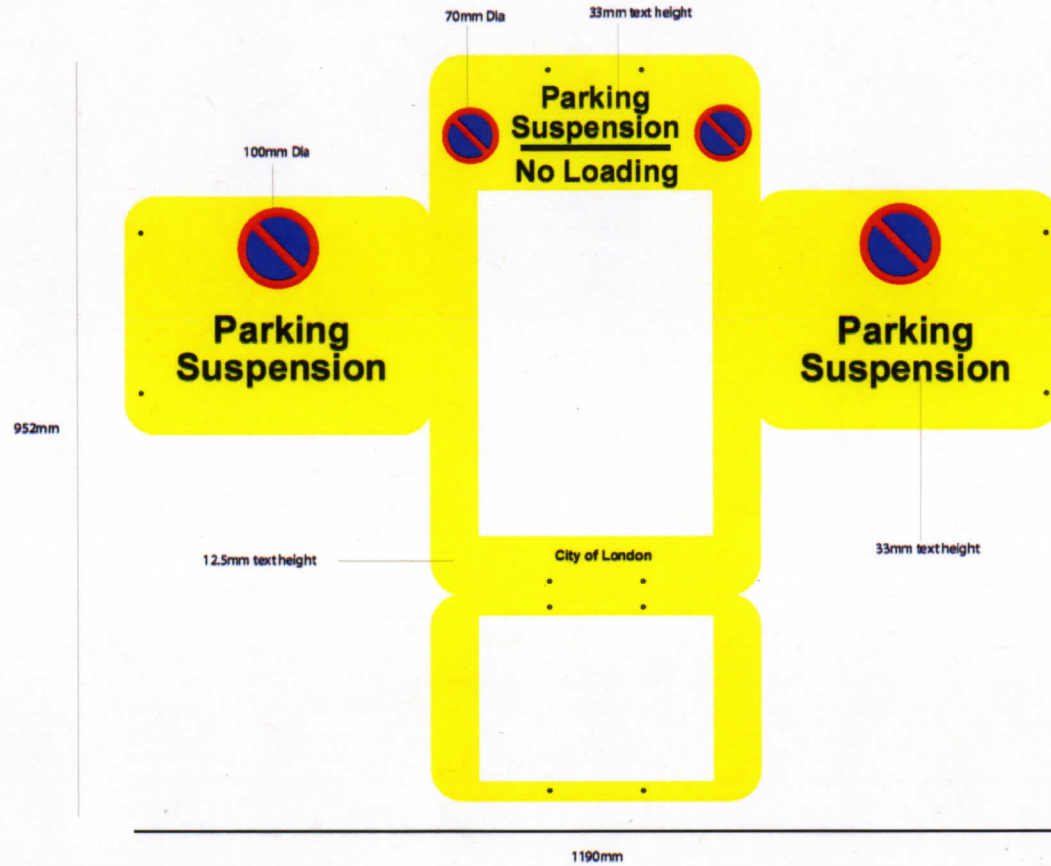 70mm Dia
33mm text height
Parking
Suspension
No Loading
100mm Dia
Parking
Suspension
Parking
Suspension
952mm
12.5mm text height
City of London
33mm text height
1190mm